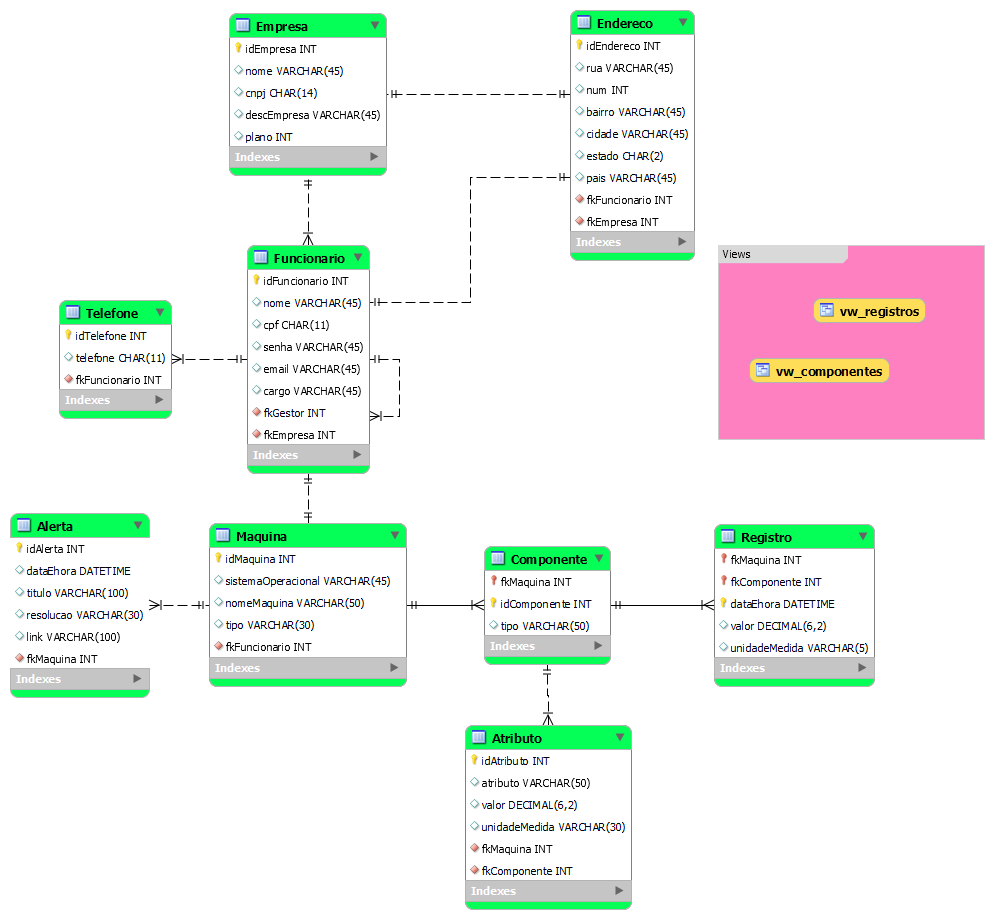 Empresa
idEmpresa INT
nome VARCHAR(45)
cnpj CHAR(14)
descEmpresa VARCHAR(45)
plano INT
Indexes
Endereco
idEndereco INT
rua VARCHAR(45)
num INT
bairro VARCHAR(45)
cidade VARCHAR(45)
estado CHAR(2)
pais VARCHAR(45)
fkFuncionario INT
fkEmpresa INT
Indexes
Views
vw_registros
vw_componentes
Funcionario
idFuncionario INT
nome VARCHAR(45)
cpf CHAR(11)
senha VARCHAR(45)
email VARCHAR(45)
cargo VARCHAR(45)
fkGestor INT
fkEmpresa INT
Indexes
Telefone
idTelefone INT
telefone CHAR(11)
fkFuncionario INT
Indexes
Alerta
idAlerta INT
dataEhora DATETIME
titulo VARCHAR(100)
resolucao VARCHAR(30)
link VARCHAR(100)
fkMaquina INT
Indexes
Maquina
idMaquina INT
sistemaOperacional VARCHAR(45)
nomeMaquina VARCHAR(50)
tipo VARCHAR(30)
fkFuncionario INT
Indexes
Componente
fkMaquina INT
idComponente INT
tipo VARCHAR(50)
Indexes
Registro
fkMaquina INT
fkComponente INT
dataEhora DATETIME
valor DECIMAL(6,2)
unidadeMedida VARCHAR(5)
Indexes
Atributo
idAtributo INT
atributo VARCHAR(50)
valor DECIMAL(6,2)
unidadeMedida VARCHAR(30)
fkMaquina INT
fkComponente INT
Indexes